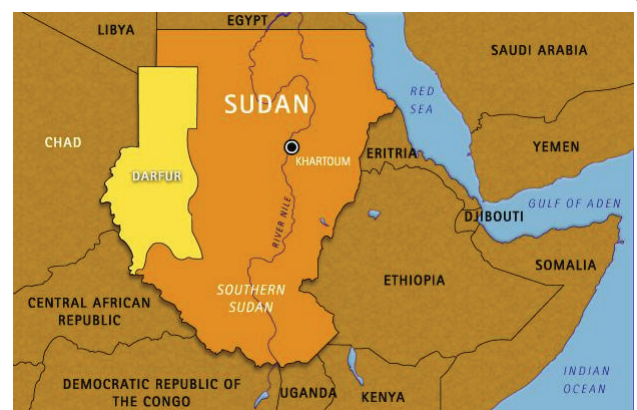 EGYPT
LIBYA
SAUDI ARABIA
RED
SEA
SUDAN
CHAD
ERITRIA
YEMEN
KHARTOUM
DARFUR
RIVER NILE
DJIBOUTI
GULF OF ADEN
SOMALIA
ETHIOPIA
SOUTHERN
SUDAN
CENTRAL AFRICAN
REPUBLIC
INDIAN
OCEAN
DEMOCRATIC REPUBLIC OF
THE CONGO
UGANDA
KENYA